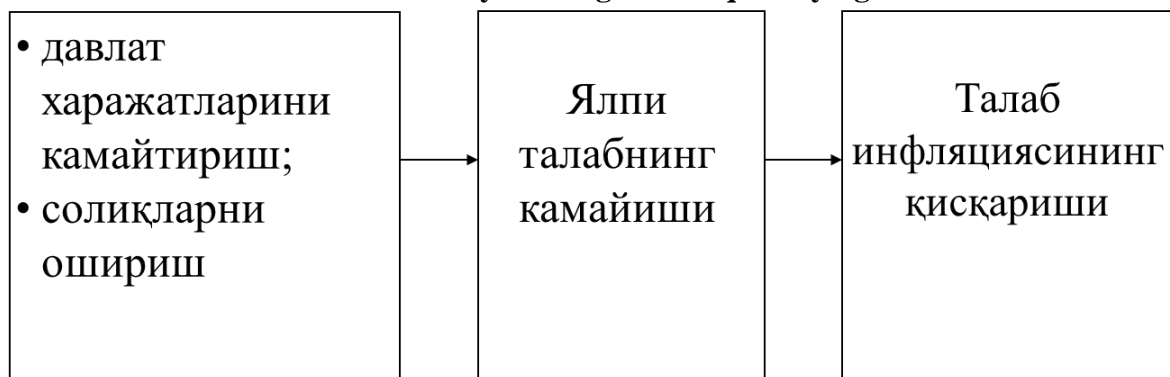 • давлат
харажатларини
камайтириш;
• солиқларни
ошириш
Ялпи
талабнинг
камайиши
Талаб
инфляциясининг
қисқариши